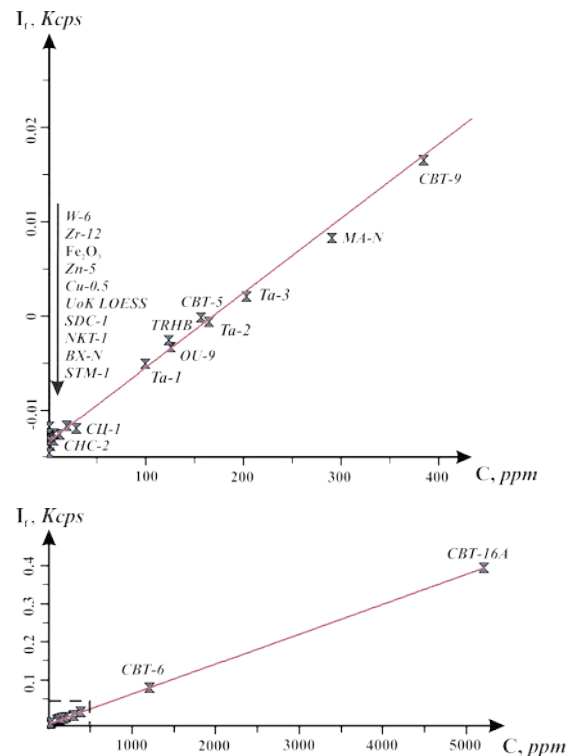 I_r, Kcps
0.02
0.01
0
-0.01
W-6
Zr-12
Fe₂O₃
Zn-5
Cu-0.5
UoK LOESS
SDC-1
NKT-1
BX-N
STM-1
CBT-9
MA-N
CBT-5
Ta-3
TRHB
Ta-2
OU-9
Ta-1
СЦ-1
CHC-2
100
200
300
400
C, ppm
I_r, Kcps
0.4
0.3
0.2
0.1
CBT-16A
CBT-6
1000
2000
3000
4000
5000
C, ppm